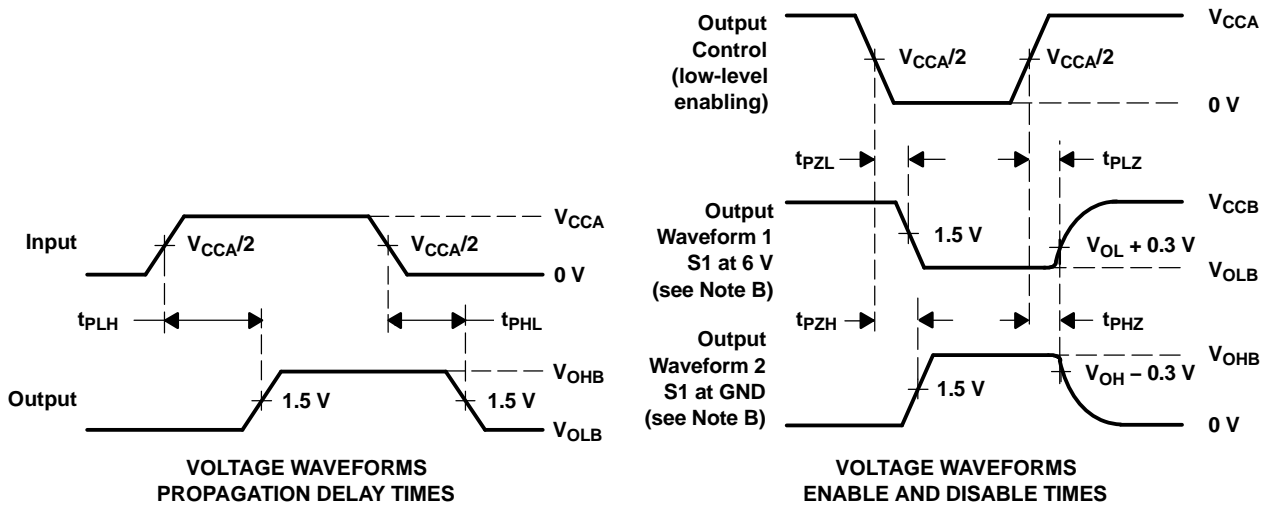 Input
V_CCA/2
V_CCA/2
V_CCA
0 V
t_PLH
t_PHL
Output
1.5 V
1.5 V
V_OHB
V_OLB
VOLTAGE WAVEFORMS
PROPAGATION DELAY TIMES
Output
Control
(low-level
enabling)
V_CCA/2
V_CCA/2
V_CCA
0 V
t_PZL
t_PLZ
Output
Waveform 1
S1 at 6 V
(see Note B)
1.5 V
V_CCB
V_OL + 0.3 V
V_OLB
t_PZH
t_PHZ
Output
Waveform 2
S1 at GND
(see Note B)
1.5 V
V_OHB
V_OH – 0.3 V
0 V
VOLTAGE WAVEFORMS
ENABLE AND DISABLE TIMES